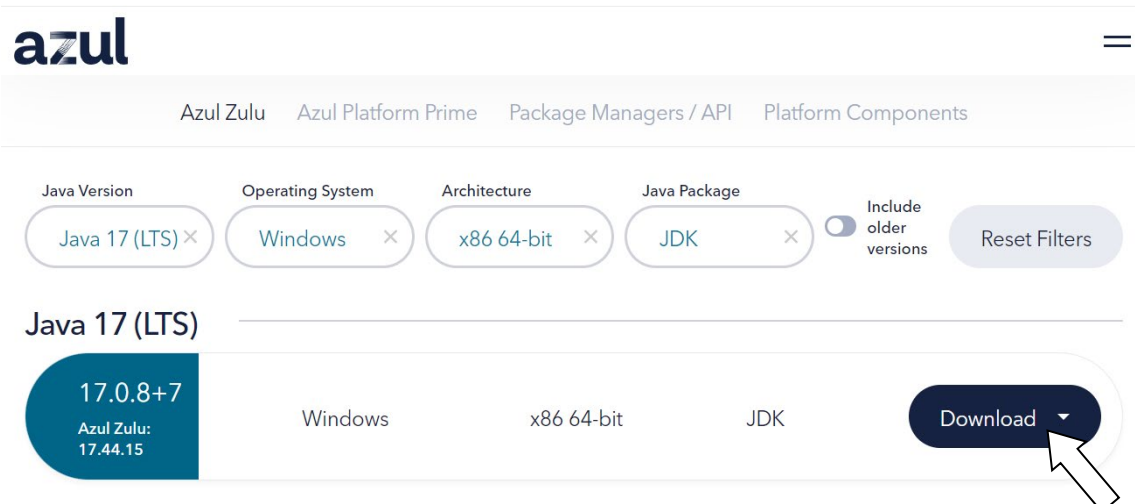 azul
Azul Zulu Azul Platform Prime Package Managers / API Platform Components
Java Version Operating System Architecture Java Package
Java 17 (LTS) × Windows × x86 64-bit × JDK ×
Include
older
versions
Reset Filters
Java 17 (LTS)
17.0.8+7
Azul Zulu:
17.44.15
Windows x86 64-bit JDK Download